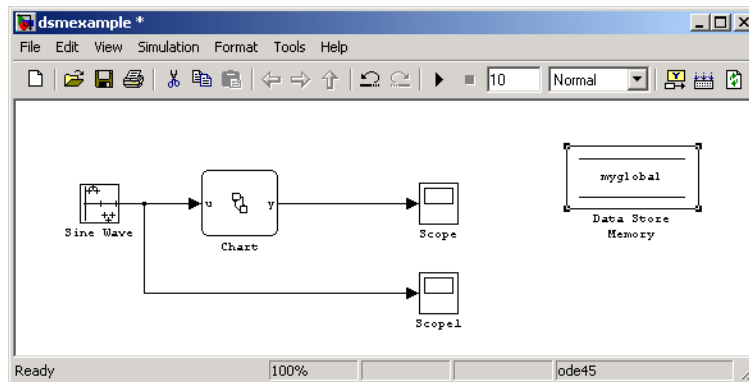 dsmexample *
File Edit View Simulation Format Tools Help
10 Normal
myglobal
u y
Sine Wave
Chart
Scope
Data Store
Memory
Scope1
Ready 100% ode45